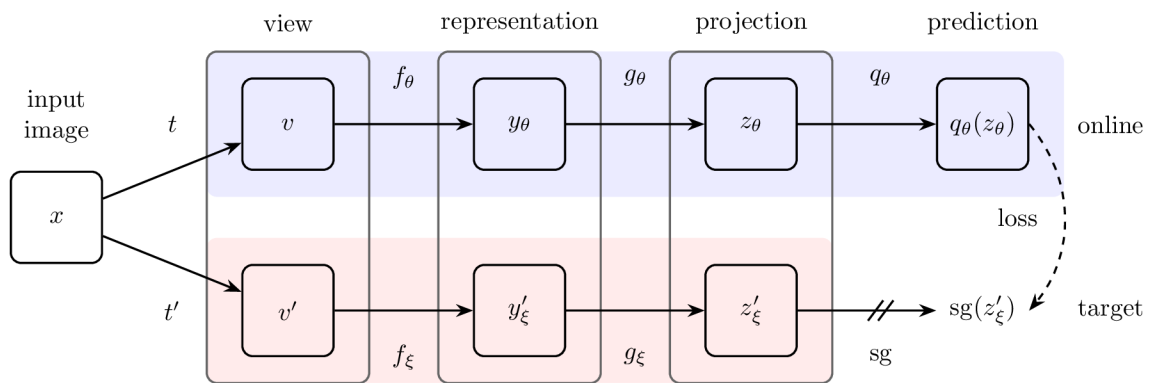 view representation projection prediction
input
image
t
f_θ g_θ q_θ
v y_θ z_θ q_θ(z_θ) online
x
loss
t′
v′ y′_ξ z′_ξ sg(z′_ξ) target
f_ξ g_ξ sg